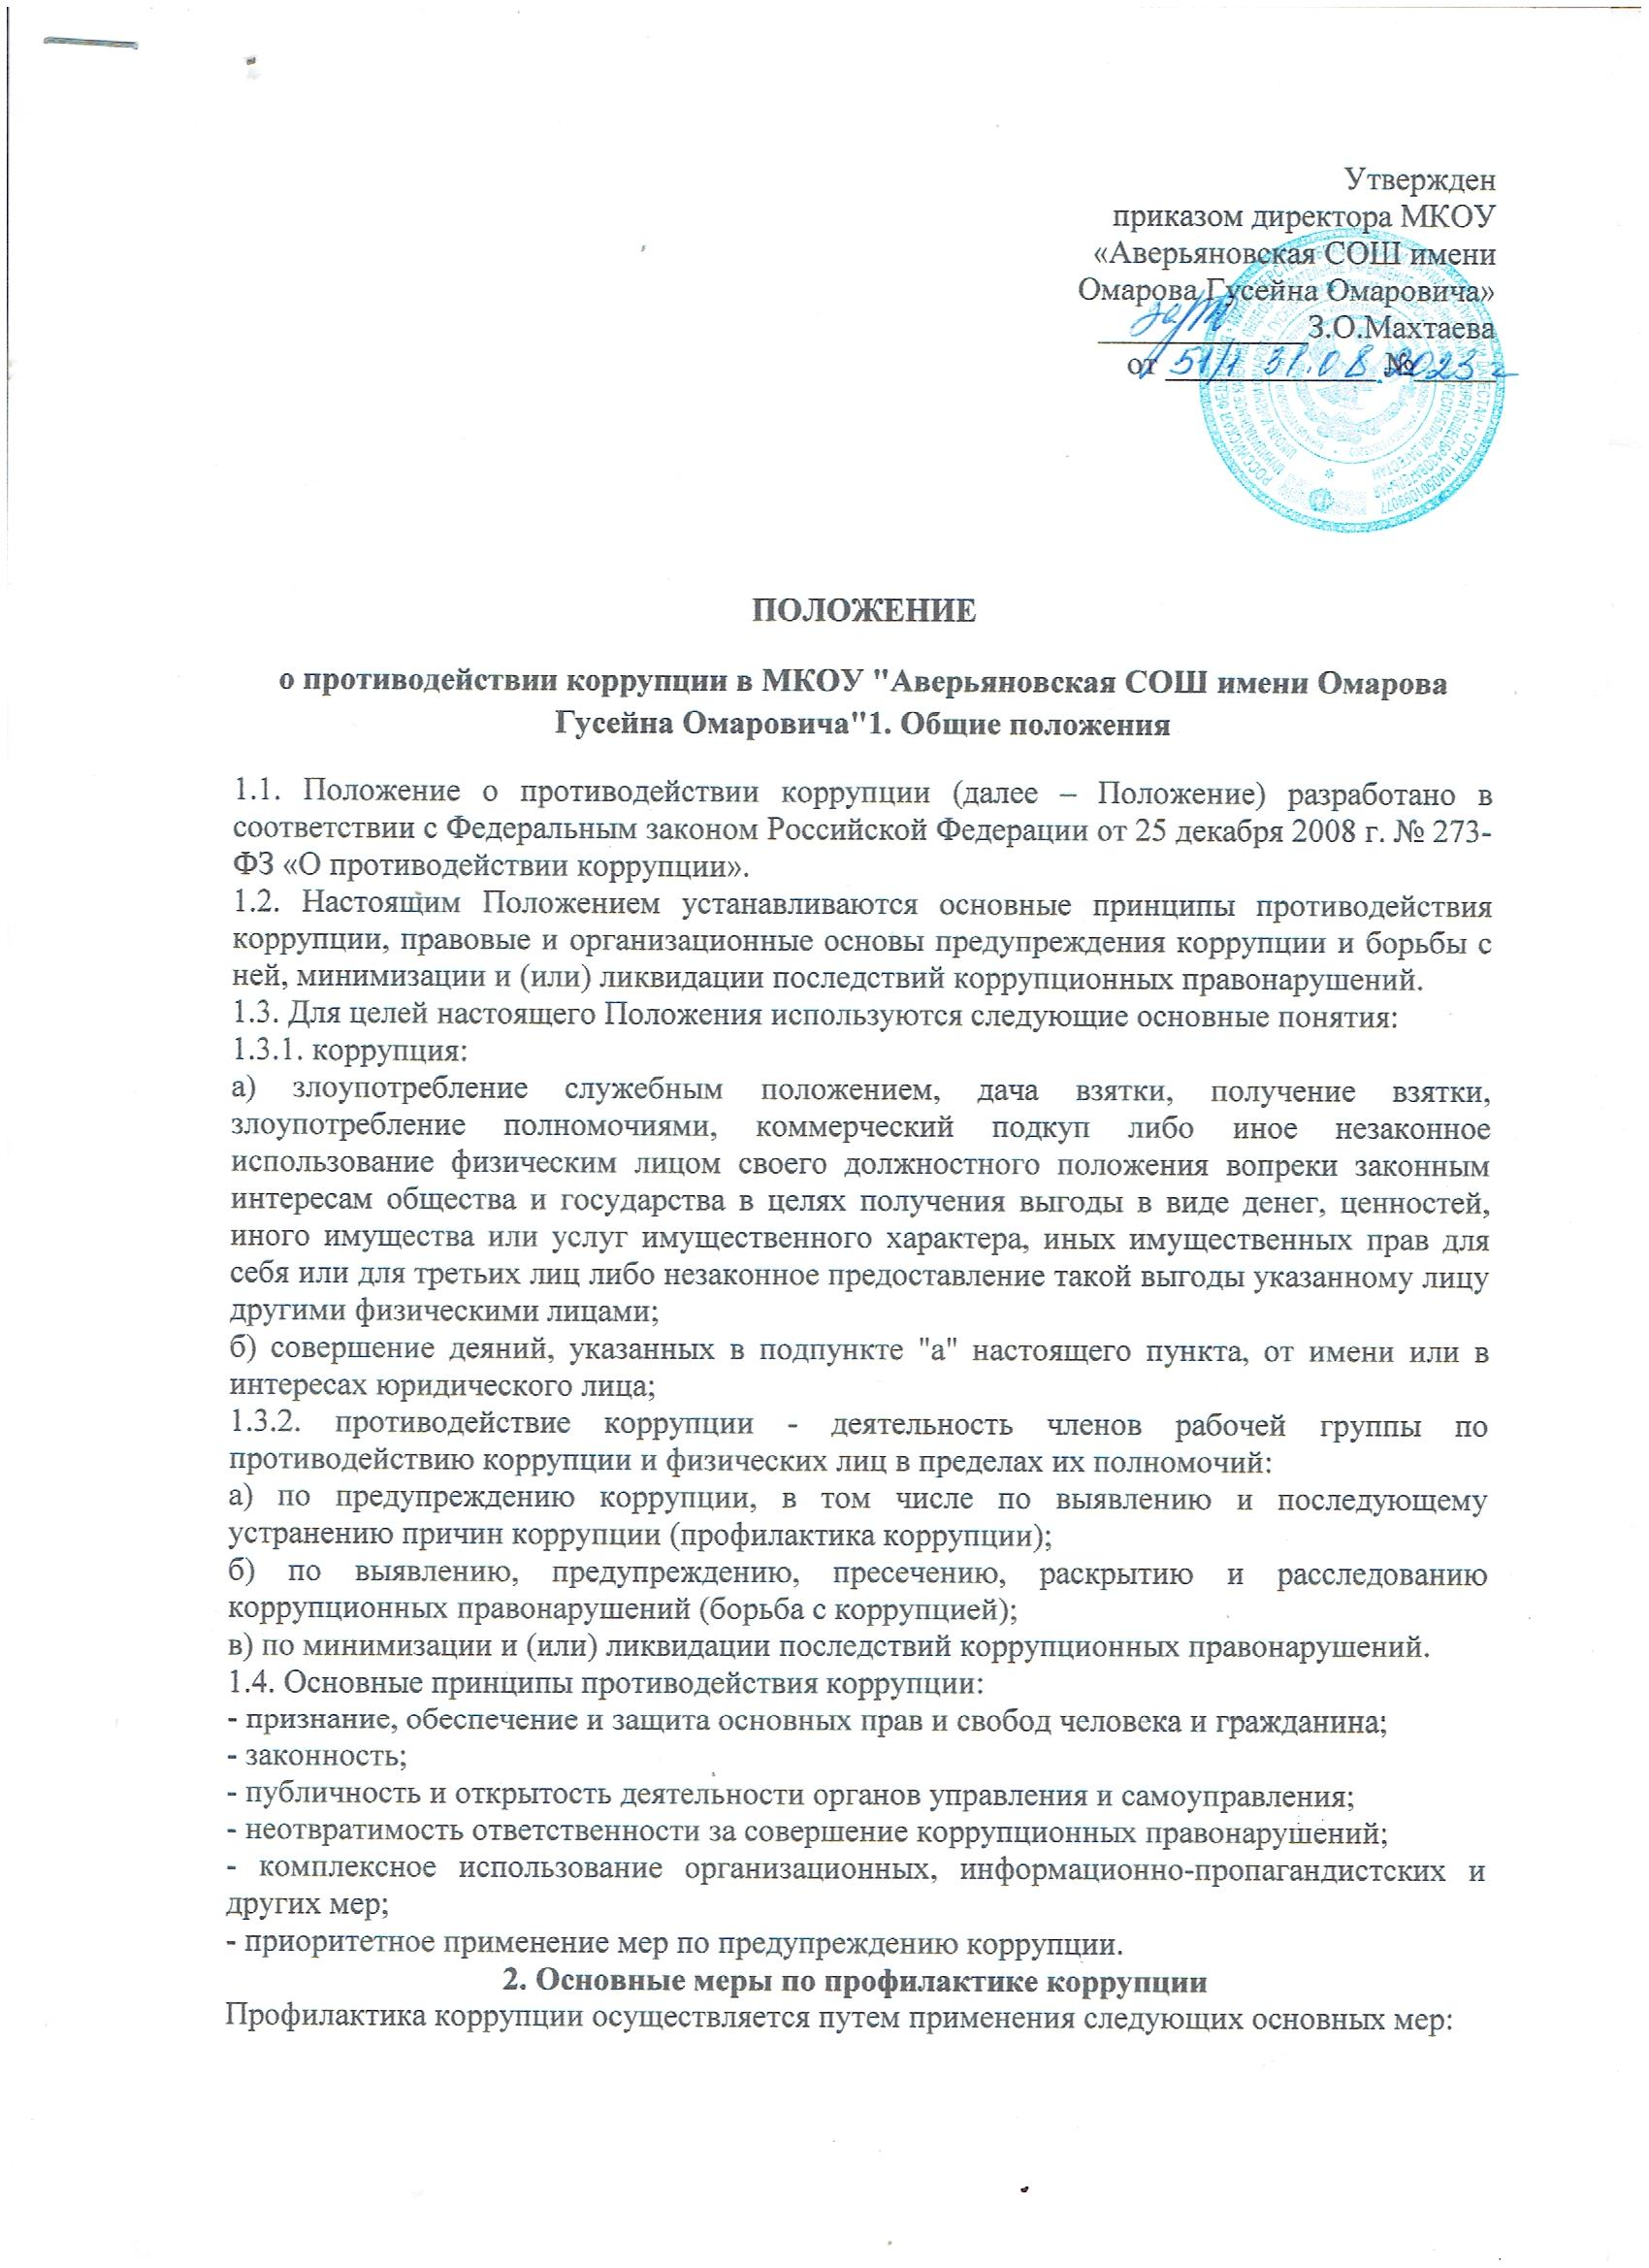 Утвержден
приказом директора МКОУ
«Аверьяновская СОШ имени
Омарова Гусейна Омаровича»
______________З.О.Махтаева
от 51/1 31.08.2023 г №
ПОЛОЖЕНИЕ
о противодействии коррупции в МКОУ "Аверьяновская СОШ имени Омарова
Гусейна Омаровича"1. Общие положения
1.1. Положение о противодействии коррупции (далее – Положение) разработано в
соответствии с Федеральным законом Российской Федерации от 25 декабря 2008 г. № 273-
ФЗ «О противодействии коррупции».
1.2. Настоящим Положением устанавливаются основные принципы противодействия
коррупции, правовые и организационные основы предупреждения коррупции и борьбы с
ней, минимизации и (или) ликвидации последствий коррупционных правонарушений.
1.3. Для целей настоящего Положения используются следующие основные понятия:
1.3.1. коррупция:
а) злоупотребление служебным положением, дача взятки, получение взятки,
злоупотребление полномочиями, коммерческий подкуп либо иное незаконное
использование физическим лицом своего должностного положения вопреки законным
интересам общества и государства в целях получения выгоды в виде денег, ценностей,
иного имущества или услуг имущественного характера, иных имущественных прав для
себя или для третьих лиц либо незаконное предоставление такой выгоды указанному лицу
другими физическими лицами;
б) совершение деяний, указанных в подпункте "а" настоящего пункта, от имени или в
интересах юридического лица;
1.3.2. противодействие коррупции - деятельность членов рабочей группы по
противодействию коррупции и физических лиц в пределах их полномочий:
а) по предупреждению коррупции, в том числе по выявлению и последующему
устранению причин коррупции (профилактика коррупции);
б) по выявлению, предупреждению, пресечению, раскрытию и расследованию
коррупционных правонарушений (борьба с коррупцией);
в) по минимизации и (или) ликвидации последствий коррупционных правонарушений.
1.4. Основные принципы противодействия коррупции:
- признание, обеспечение и защита основных прав и свобод человека и гражданина;
- законность;
- публичность и открытость деятельности органов управления и самоуправления;
- неотвратимость ответственности за совершение коррупционных правонарушений;
- комплексное использование организационных, информационно-пропагандистских и
других мер;
- приоритетное применение мер по предупреждению коррупции.
2. Основные меры по профилактике коррупции
Профилактика коррупции осуществляется путем применения следующих основных мер: